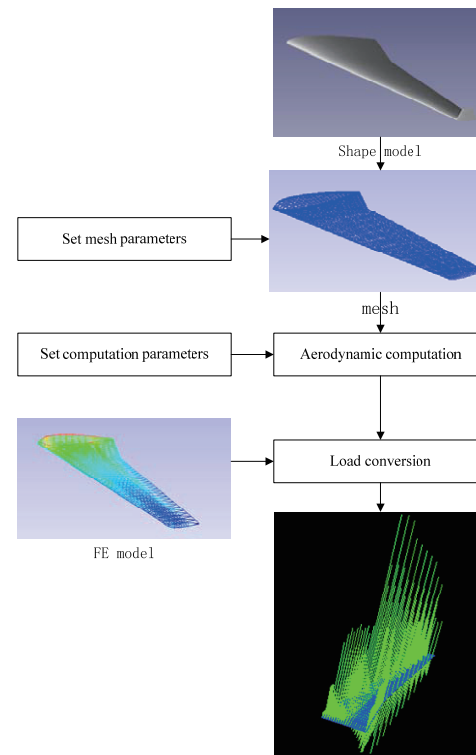 Shape model
Set mesh parameters
mesh
Set computation parameters
Aerodynamic computation
Load conversion
FE model